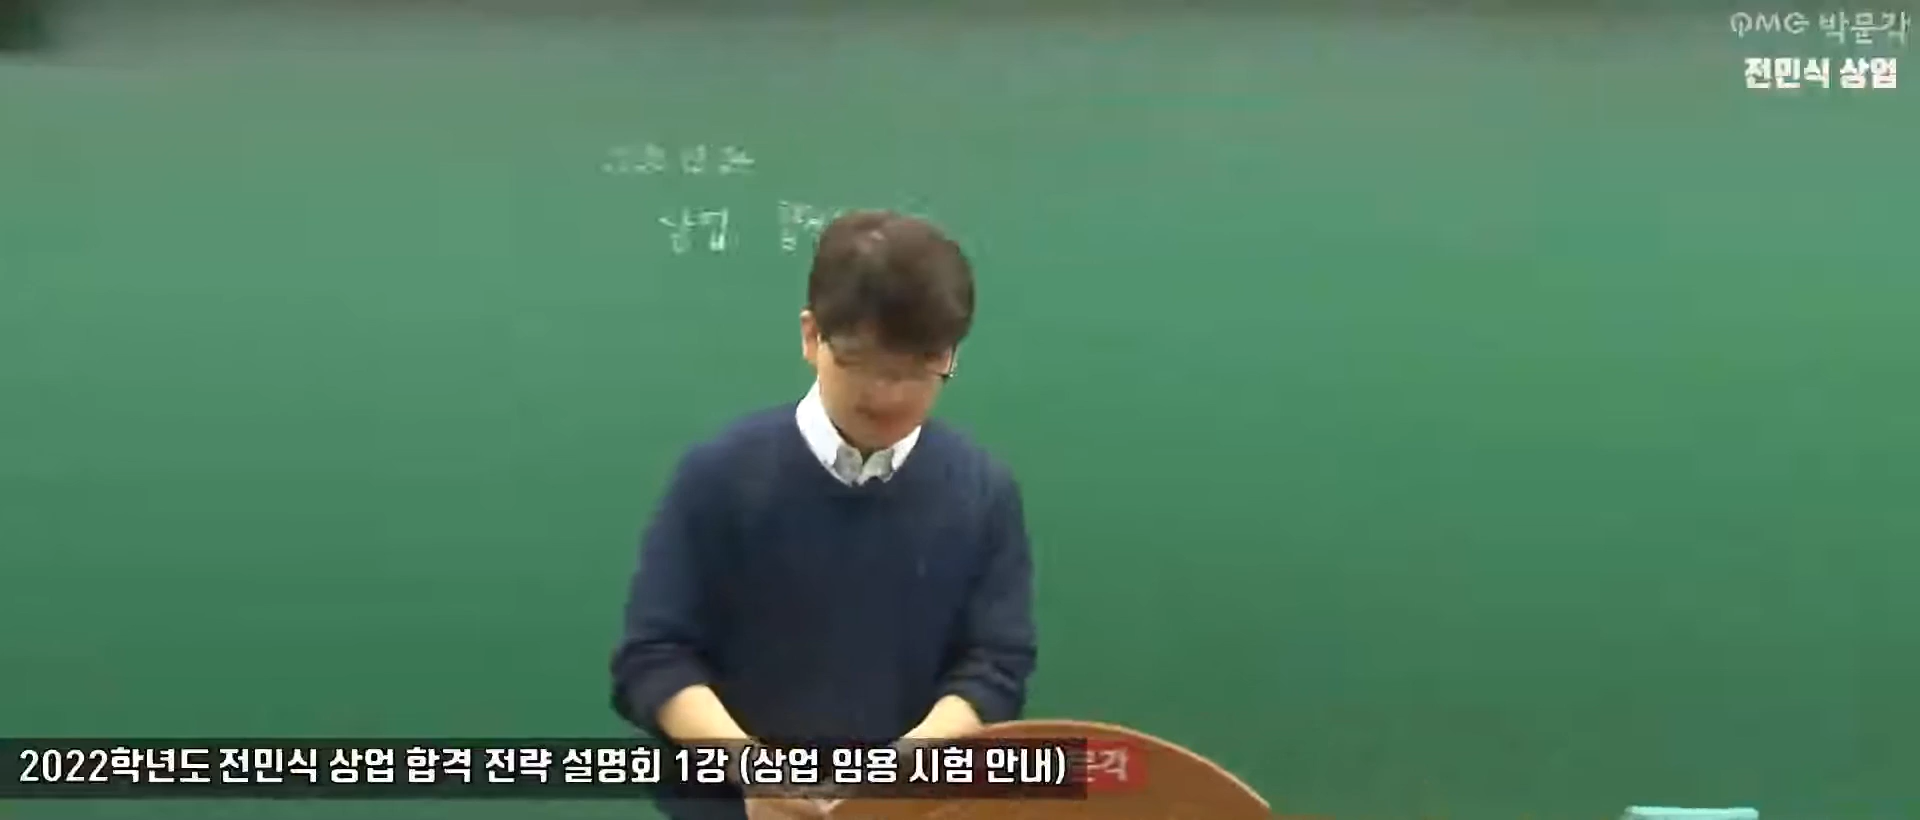 PMG 박문각
전민식 상업
상업
2022학년도 전민식 상업 합격 전략 설명회 1강 (상업 임용 시험 안내)
문각